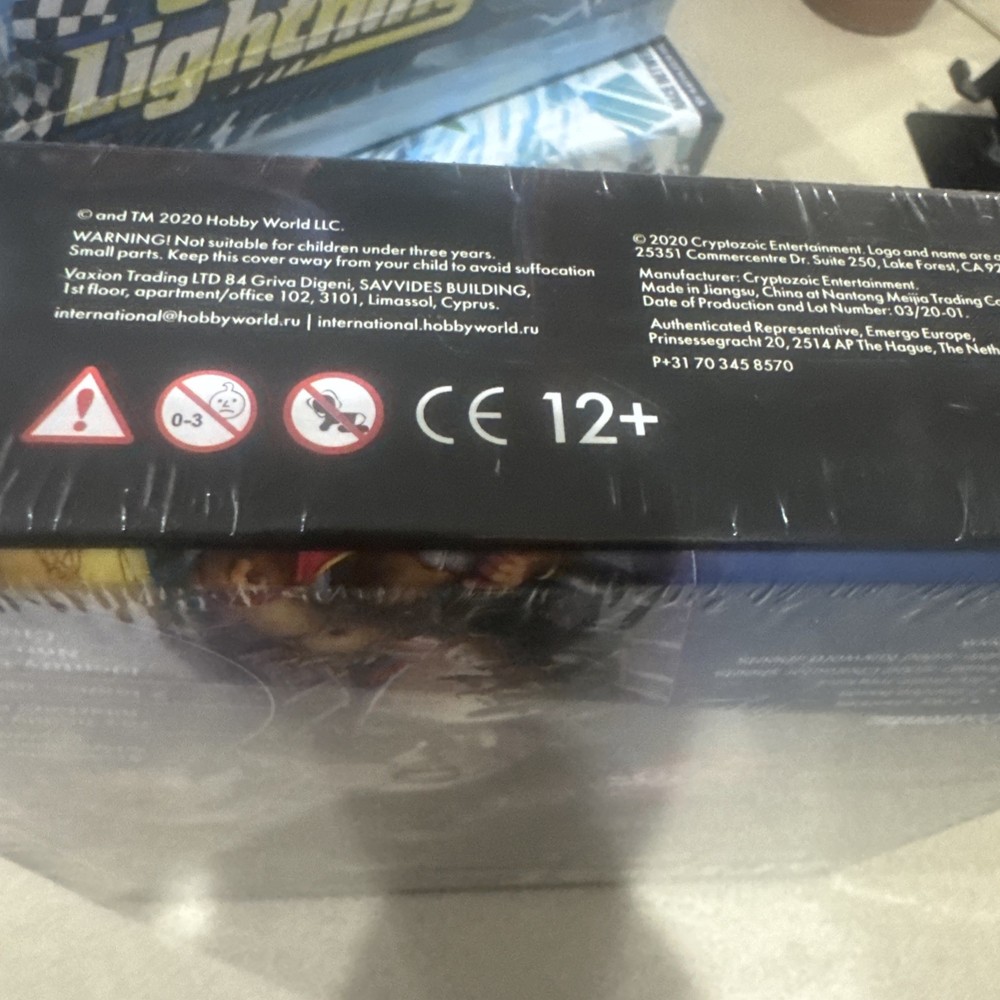 Lightning
© and TM 2020 Hobby World LLC.
WARNING! Not suitable for children under three years.
Small parts. Keep this cover away from your child to avoid suffocation
Vaxion Trading LTD 84 Griva Digeni, SAVVIDES BUILDING,
1st floor, apartment/office 102, 3101, Limassol, Cyprus.
international@hobbyworld.ru | international.hobbyworld.ru
0-3
CE 12+
© 2020 Cryptozoic Entertainment. Logo and name are
25351 Commercentre Dr. Suite 250, Lake Forest, CA
Manufacturer: Cryptozoic Entertainment.
Made in Jiangsu, China at Nantong Meijia Trading
Date of Production and Lot Number: 03/20-01.
Authenticated Representative, Emergo Europe,
Prinsessegracht 20, 2514 AP The Hague, The
P+31 70 345 8570